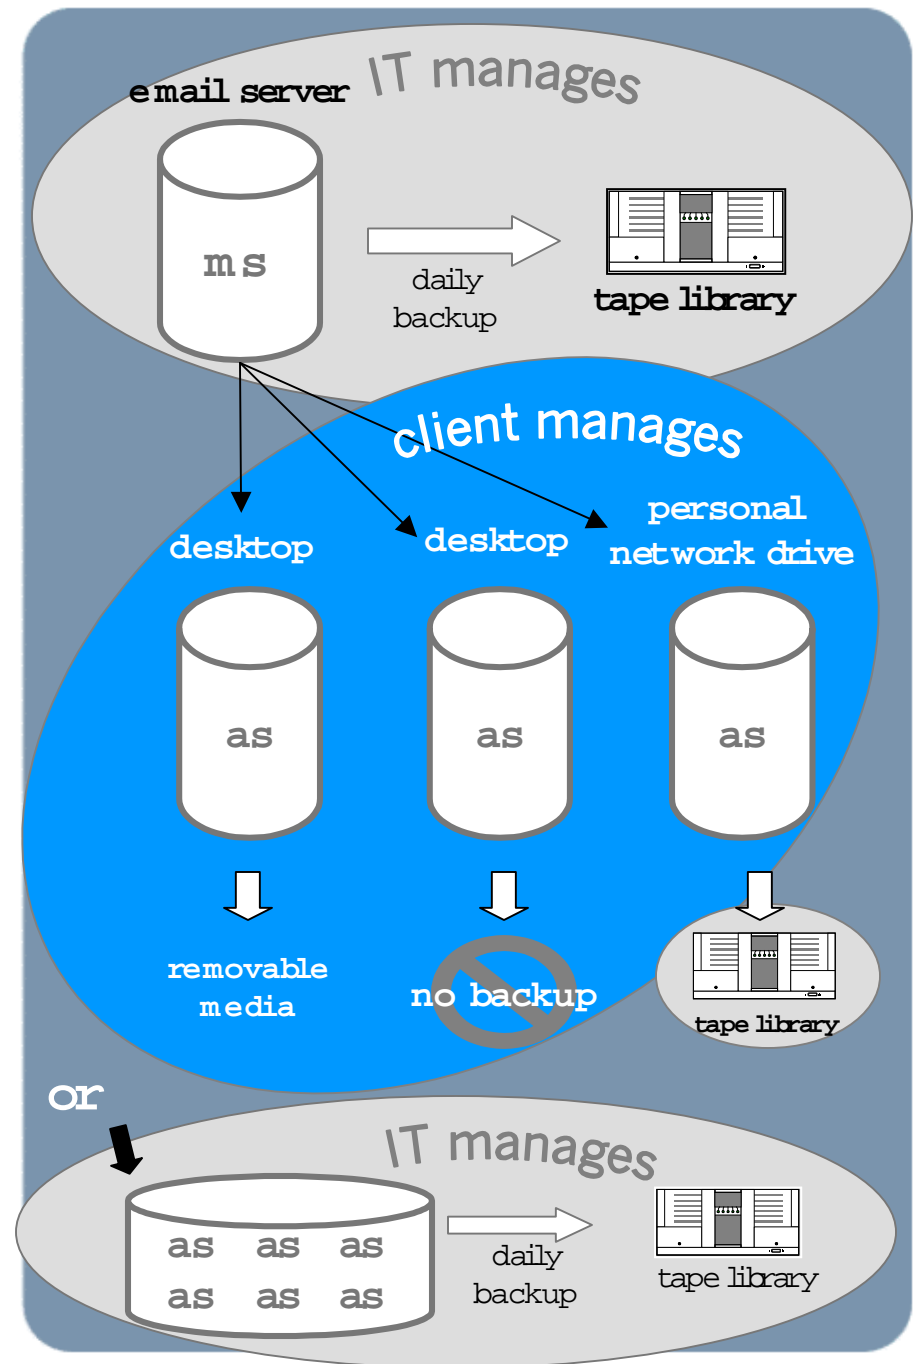 IT manages
email server
ms
daily
backup
tape library
client manages
desktop
desktop
personal
network drive
as
as
as
removable
media
no backup
tape library
or
IT manages
as as as
as as as
daily
backup
tape library